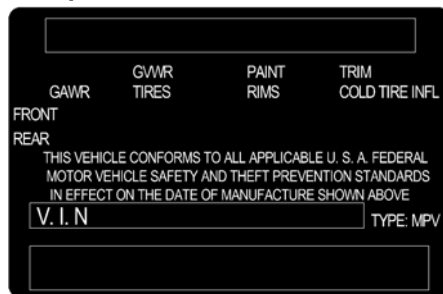 GVWR PAINT TRIM
GAWR TIRES RIMS COLD TIRE INFL
FRONT
REAR
THIS VEHICLE CONFORMS TO ALL APPLICABLE U. S. A. FEDERAL
MOTOR VEHICLE SAFETY AND THEFT PREVENTION STANDARDS
IN EFFECT ON THE DATE OF MANUFACTURE SHOWN ABOVE
V. I. N TYPE: MPV